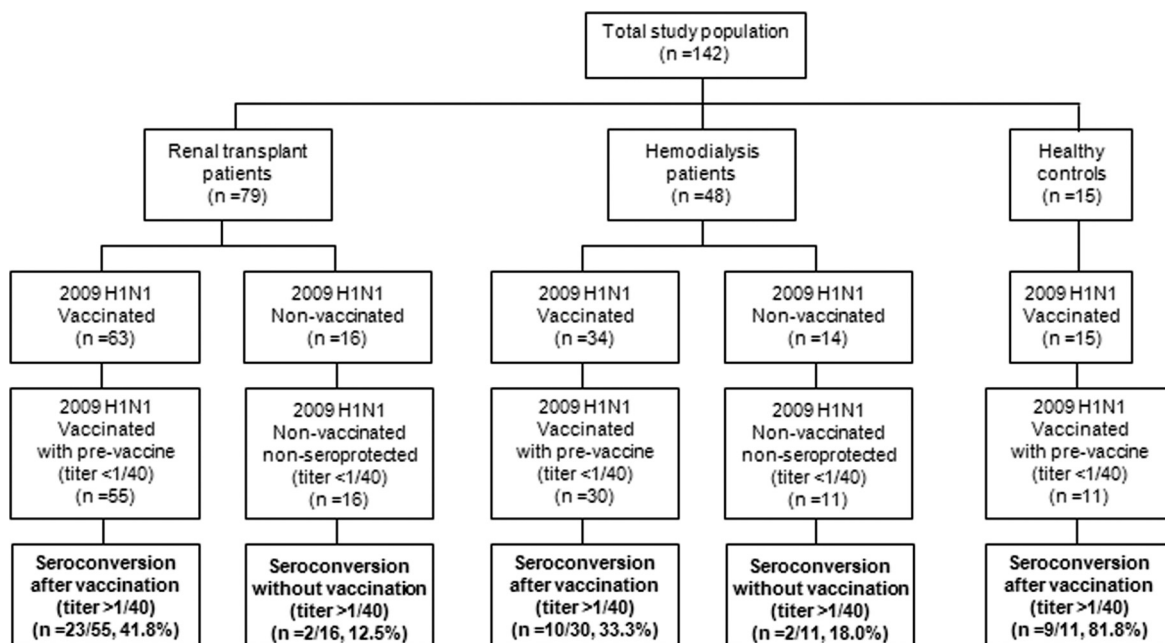 Total study population
(n =142)
Renal transplant
patients
(n =79)
Hemodialysis
patients
(n =48)
Healthy
controls
(n =15)
2009 H1N1
Vaccinated
(n =63)
2009 H1N1
Non-vaccinated
(n =16)
2009 H1N1
Vaccinated
(n =34)
2009 H1N1
Non-vaccinated
(n =14)
2009 H1N1
Vaccinated
(n =15)
2009 H1N1
Vaccinated
with pre-vaccine
(titer <1/40)
(n =55)
2009 H1N1
Non-vaccinated
non-seroprotected
(titer <1/40)
(n =16)
2009 H1N1
Vaccinated
with pre-vaccine
(titer <1/40)
(n =30)
2009 H1N1
Non-vaccinated
non-seroprotected
(titer <1/40)
(n =11)
2009 H1N1
Vaccinated
with pre-vaccine
(titer <1/40)
(n =11)
Seroconversion
after vaccination
(titer >1/40)
(n =23/55, 41.8%)
Seroconversion
without vaccination
(titer >1/40)
(n =2/16, 12.5%)
Seroconversion
after vaccination
(titer >1/40)
(n =10/30, 33.3%)
Seroconversion
without vaccination
(titer >1/40)
(n =2/11, 18.0%)
Seroconversion
after vaccination
(titer >1/40)
(n =9/11, 81.8%)